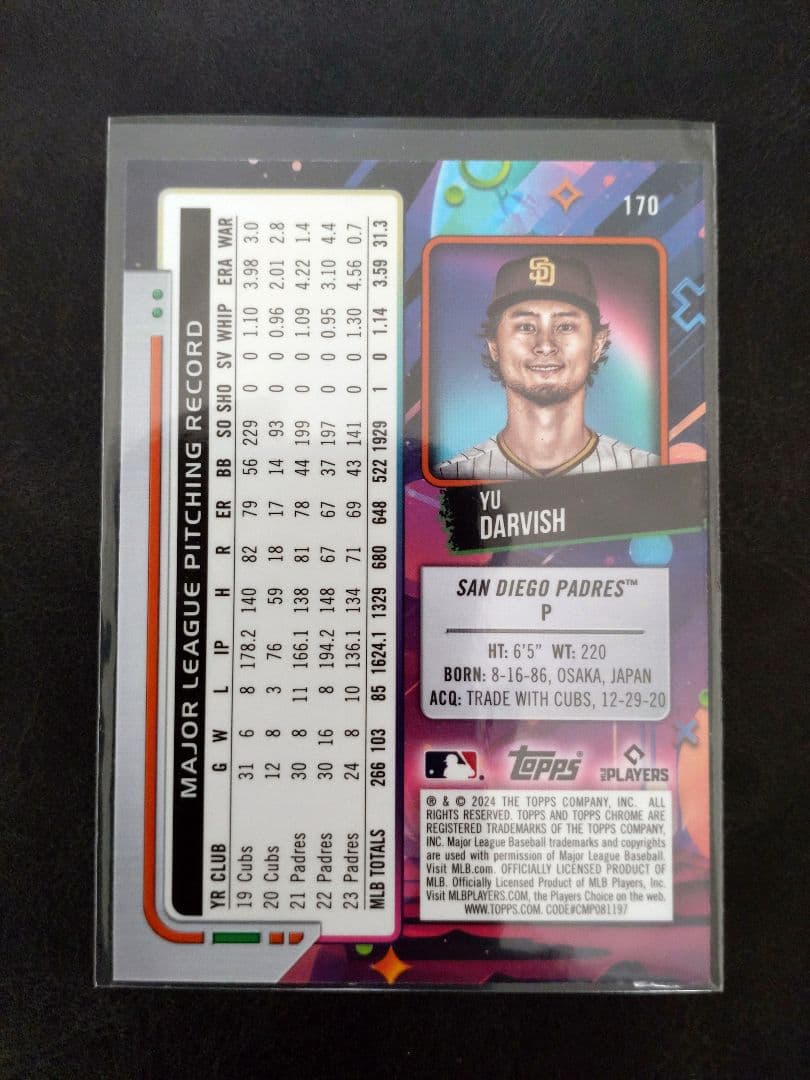 170
SD
YU
DARVISH
SAN DIEGO PADRES™
P
HT: 6'5" WT: 220
BORN: 8-16-86, OSAKA, JAPAN
ACQ: TRADE WITH CUBS, 12-29-20
topps
MLB PLAYERS
® & © 2024 THE TOPPS COMPANY, INC. ALL
RIGHTS RESERVED. TOPPS AND TOPPS CHROME ARE
REGISTERED TRADEMARKS OF THE TOPPS COMPANY,
INC. Major League Baseball trademarks and copyrights
are used with permission of Major League Baseball.
Visit MLB.com. OFFICIALLY LICENSED PRODUCT OF
MLB. Officially Licensed Product of MLB Players, Inc.
Visit MLBPLAYERS.COM, the Players Choice on the web.
WWW.TOPPS.COM. CODE#CMP081197
MAJOR LEAGUE PITCHING RECORD
YR CLUB G W L IP H R ER BB SO SHO SV WHIP ERA WAR
19 Cubs 31 6 8 178.2 140 82 79 56 229 0 0 1.10 3.98 3.0
20 Cubs 12 8 3 76 59 18 17 14 93 0 0 0.96 2.01 2.8
21 Padres 30 8 11 166.1 138 81 78 44 199 0 0 1.09 4.22 1.4
22 Padres 30 16 8 194.2 148 67 67 37 197 0 0 0.95 3.10 4.4
23 Padres 24 8 10 136.1 134 71 69 43 141 0 0 1.30 4.56 0.7
MLB TOTALS 266 103 85 1624.1 1329 680 648 522 1929 1 0 1.14 3.59 31.3